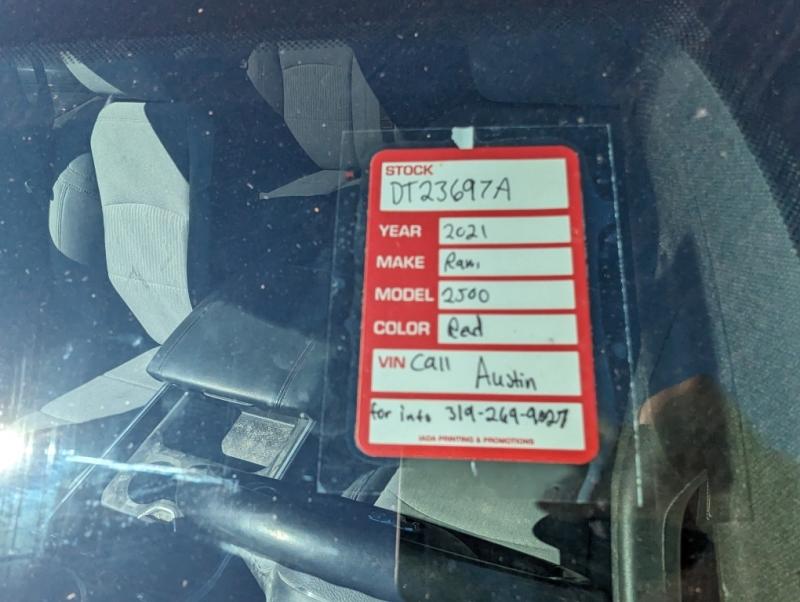 STOCK
DT23697A
YEAR 2021
MAKE Ram
MODEL 2500
COLOR Red
VIN Call Austin
for info 319-269-9027
IADA PRINTING & PROMOTIONS